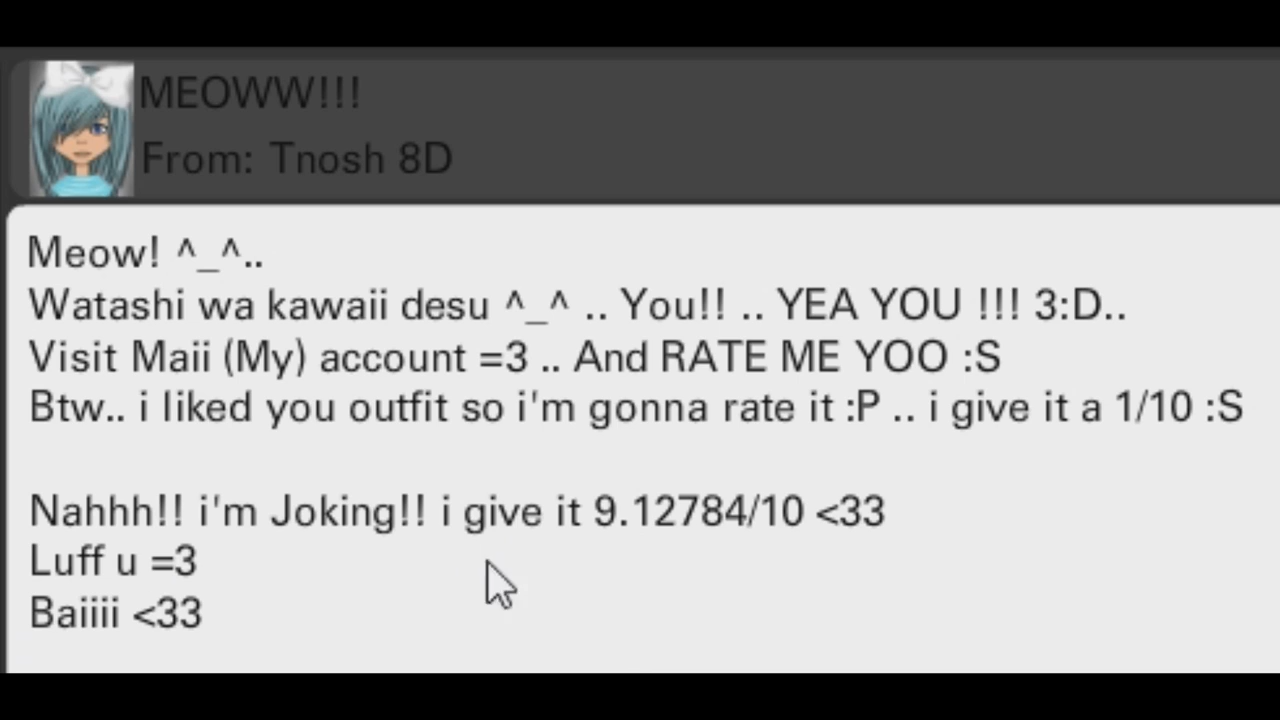 MEOWW!!!
From: Tnosh 8D
Meow! ^_^..
Watashi wa kawaii desu ^_^ .. You!! .. YEA YOU !!! 3:D..
Visit Maii (My) account =3 .. And RATE ME YOO :S
Btw.. i liked you outfit so i'm gonna rate it :P .. i give it a 1/10 :S
Nahhh!! i'm Joking!! i give it 9.12784/10 <33
Luff u =3
Baiiii <33